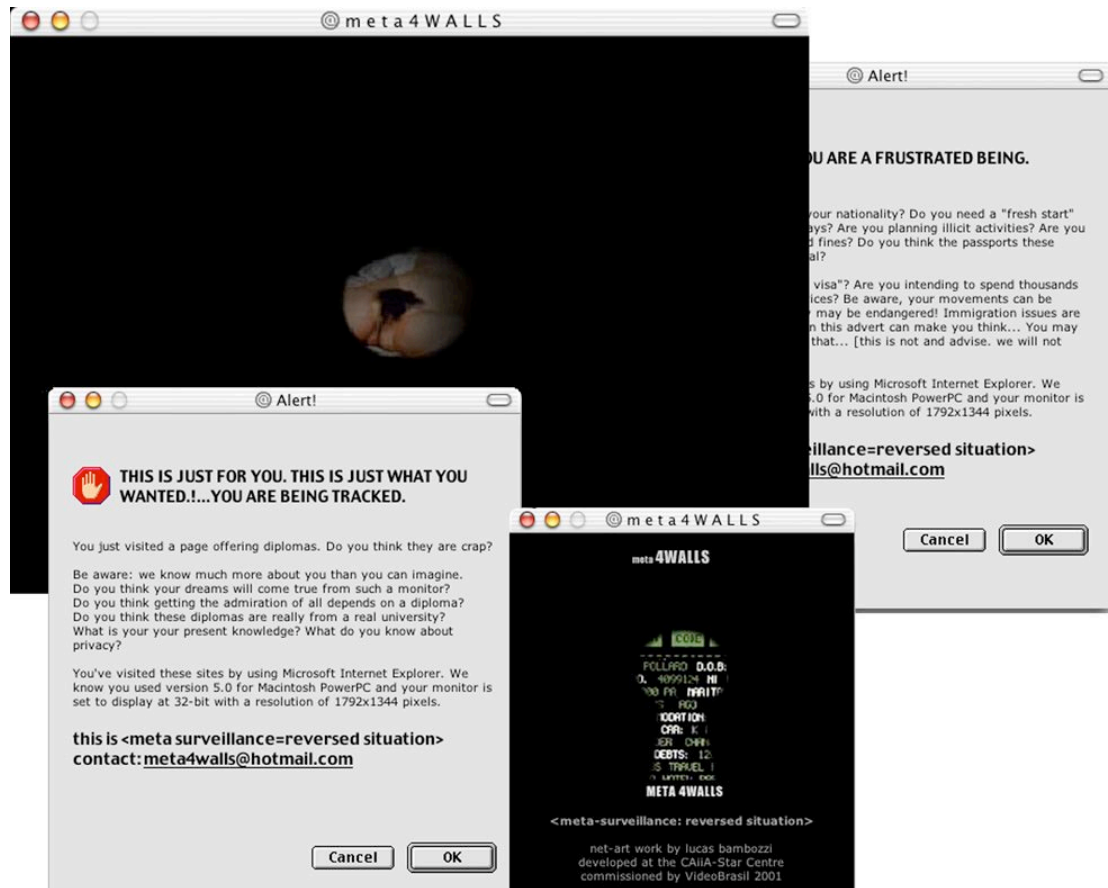 @meta4WALLS
@ Alert!
OU ARE A FRUSTRATED BEING.
your nationality? Do you need a "fresh start"
ays? Are you planning illicit activities? Are you
d fines? Do you think the passports these
al?
visa"? Are you intending to spend thousands
ices? Be aware, your movements can be
may be endangered! Immigration issues are
n this advert can make you think... You may
that... [this is not and advise. we will not
s by using Microsoft Internet Explorer. We
5.0 for Macintosh PowerPC and your monitor is
with a resolution of 1792x1344 pixels.
eillance=reversed situation>
lls@hotmail.com
Cancel OK
@ Alert!
THIS IS JUST FOR YOU. THIS IS JUST WHAT YOU
WANTED.!...YOU ARE BEING TRACKED.
You just visited a page offering diplomas. Do you think they are crap?
Be aware: we know much more about you than you can imagine.
Do you think your dreams will come true from such a monitor?
Do you think getting the admiration of all depends on a diploma?
Do you think these diplomas are really from a real university?
What is your your present knowledge? What do you know about
privacy?
You've visited these sites by using Microsoft Internet Explorer. We
know you used version 5.0 for Macintosh PowerPC and your monitor is
set to display at 32-bit with a resolution of 1792x1344 pixels.
this is <meta surveillance=reversed situation>
contact: meta4walls@hotmail.com
Cancel OK
@meta4WALLS
meta 4WALLS
CODE
POLLARD D.O.B:
O. 4099124 NI
PA MARIT
AGO
MODATION:
CAR: K
CHAN
DEBTS: 12
S TRAVEL
META 4WALLS
<meta-surveillance: reversed situation>
net-art work by lucas bambozzi
developed at the CAiiA-Star Centre
commissioned by VideoBrasil 2001